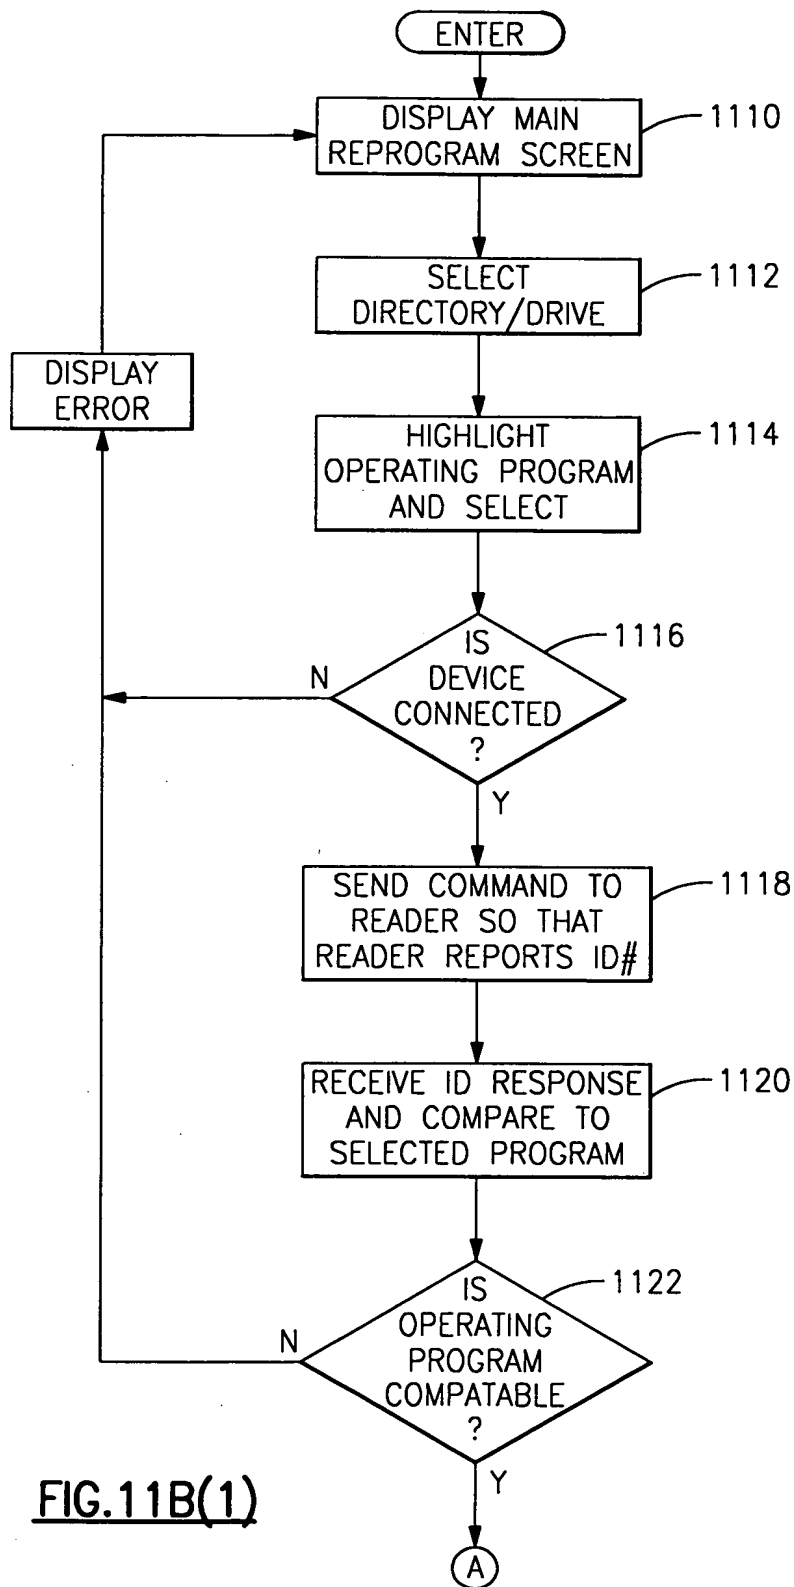 ENTER
DISPLAY MAIN
REPROGRAM SCREEN
1110
SELECT
DIRECTORY/DRIVE
1112
DISPLAY
ERROR
HIGHLIGHT
OPERATING PROGRAM
AND SELECT
1114
IS
DEVICE
CONNECTED
?
1116
N
Y
SEND COMMAND TO
READER SO THAT
READER REPORTS ID#
1118
RECEIVE ID RESPONSE
AND COMPARE TO
SELECTED PROGRAM
1120
IS
OPERATING
PROGRAM
COMPATABLE
?
1122
N
Y
FIG.11B(1)
A